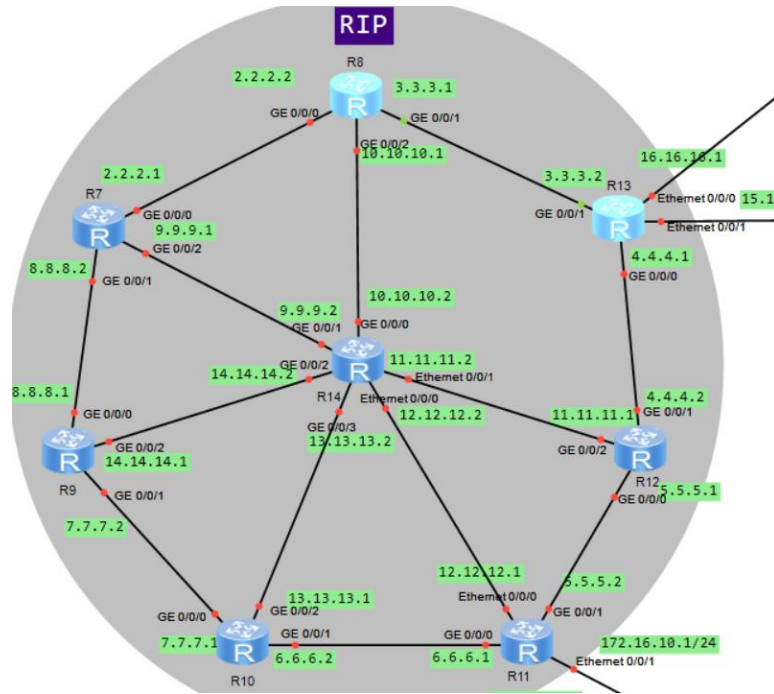 RIP
R8
2.2.2.2
3.3.3.1
GE 0/0/0
GE 0/0/1
GE 0/0/2
10.10.10.1
16.16.16.1
2.2.2.1
3.3.3.2
R13
R7
GE 0/0/0
Ethernet 0/0/0
15.1
9.9.9.1
GE 0/0/1
Ethernet 0/0/1
GE 0/0/2
4.4.4.1
8.8.8.2
GE 0/0/1
GE 0/0/0
10.10.10.2
9.9.9.2
GE 0/0/0
GE 0/0/1
11.11.11.2
GE 0/0/2
14.14.14.2
Ethernet 0/0/1
8.8.8.1
R14
Ethernet 0/0/0
4.4.4.2
GE 0/0/0
12.12.12.2
11.11.11.1
GE 0/0/1
GE 0/0/3
13.13.13.2
GE 0/0/2
GE 0/0/2
14.14.14.1
R12
R9
GE 0/0/1
GE 0/0/0
5.5.5.1
7.7.7.2
12.12.12.1
5.5.5.2
13.13.13.1
Ethernet 0/0/0
GE 0/0/0
GE 0/0/2
GE 0/0/1
7.7.7.1
GE 0/0/1
GE 0/0/0
172.16.10.1/24
6.6.6.2
6.6.6.1
Ethernet 0/0/1
R10
R11